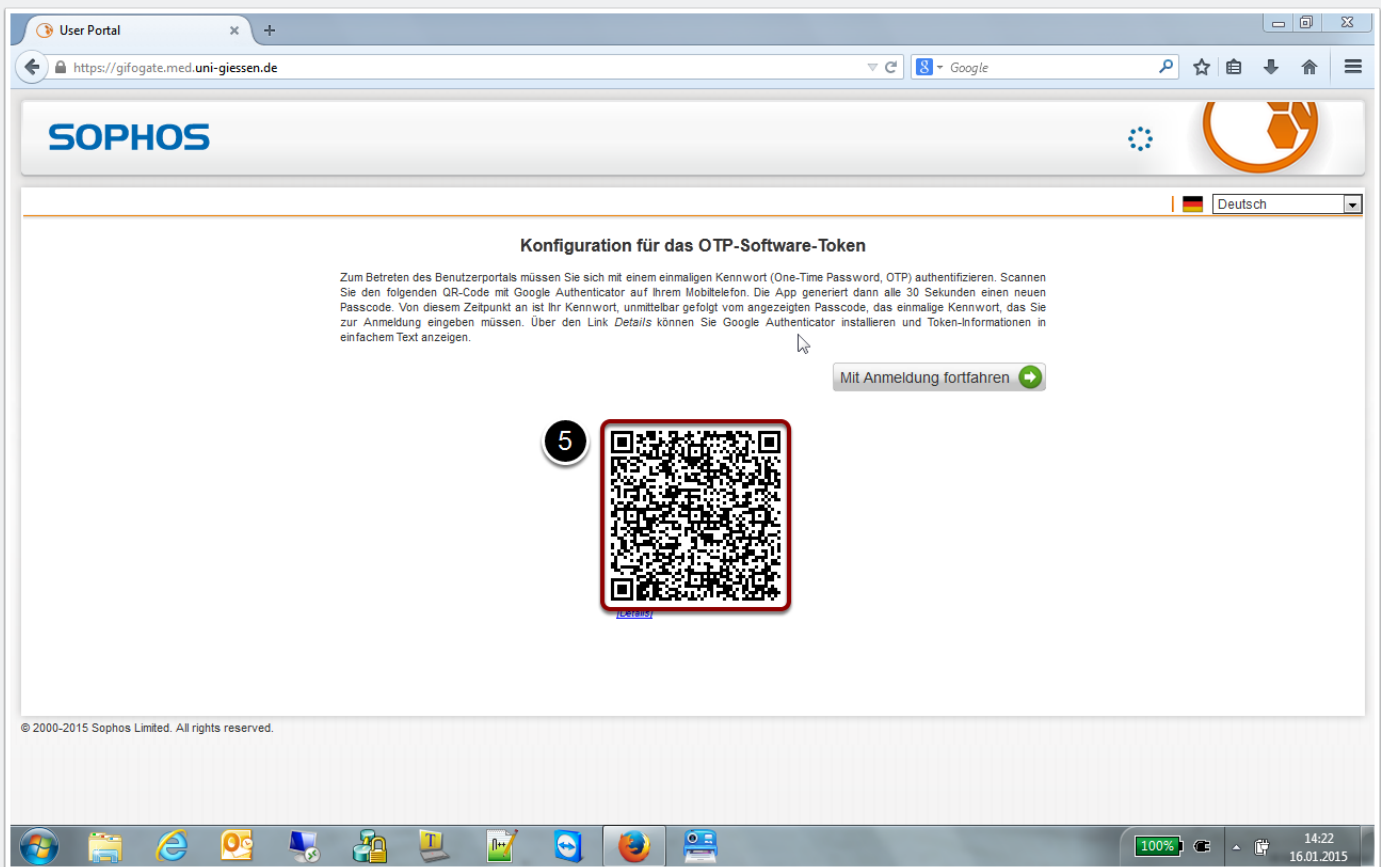 User Portal
https://gifogate.med.uni-giessen.de
8
Google
SOPHOS
Deutsch
Konfiguration für das OTP-Software-Token
Zum Betreten des Benutzerportals müssen Sie sich mit einem einmaligen Kennwort (One-Time Password, OTP) authentifizieren. Scannen
Sie den folgenden QR-Code mit Google Authenticator auf Ihrem Mobiltelefon. Die App generiert dann alle 30 Sekunden einen neuen
Passcode. Von diesem Zeitpunkt an ist Ihr Kennwort, unmittelbar gefolgt vom angezeigten Passcode, das einmalige Kennwort, das Sie
zur Anmeldung eingeben müssen. Über den Link Details können Sie Google Authenticator installieren und Token-Informationen in
einfachem Text anzeigen.
Mit Anmeldung fortfahren
5
[Details]
© 2000-2015 Sophos Limited. All rights reserved.
100%
14:22
16.01.2015